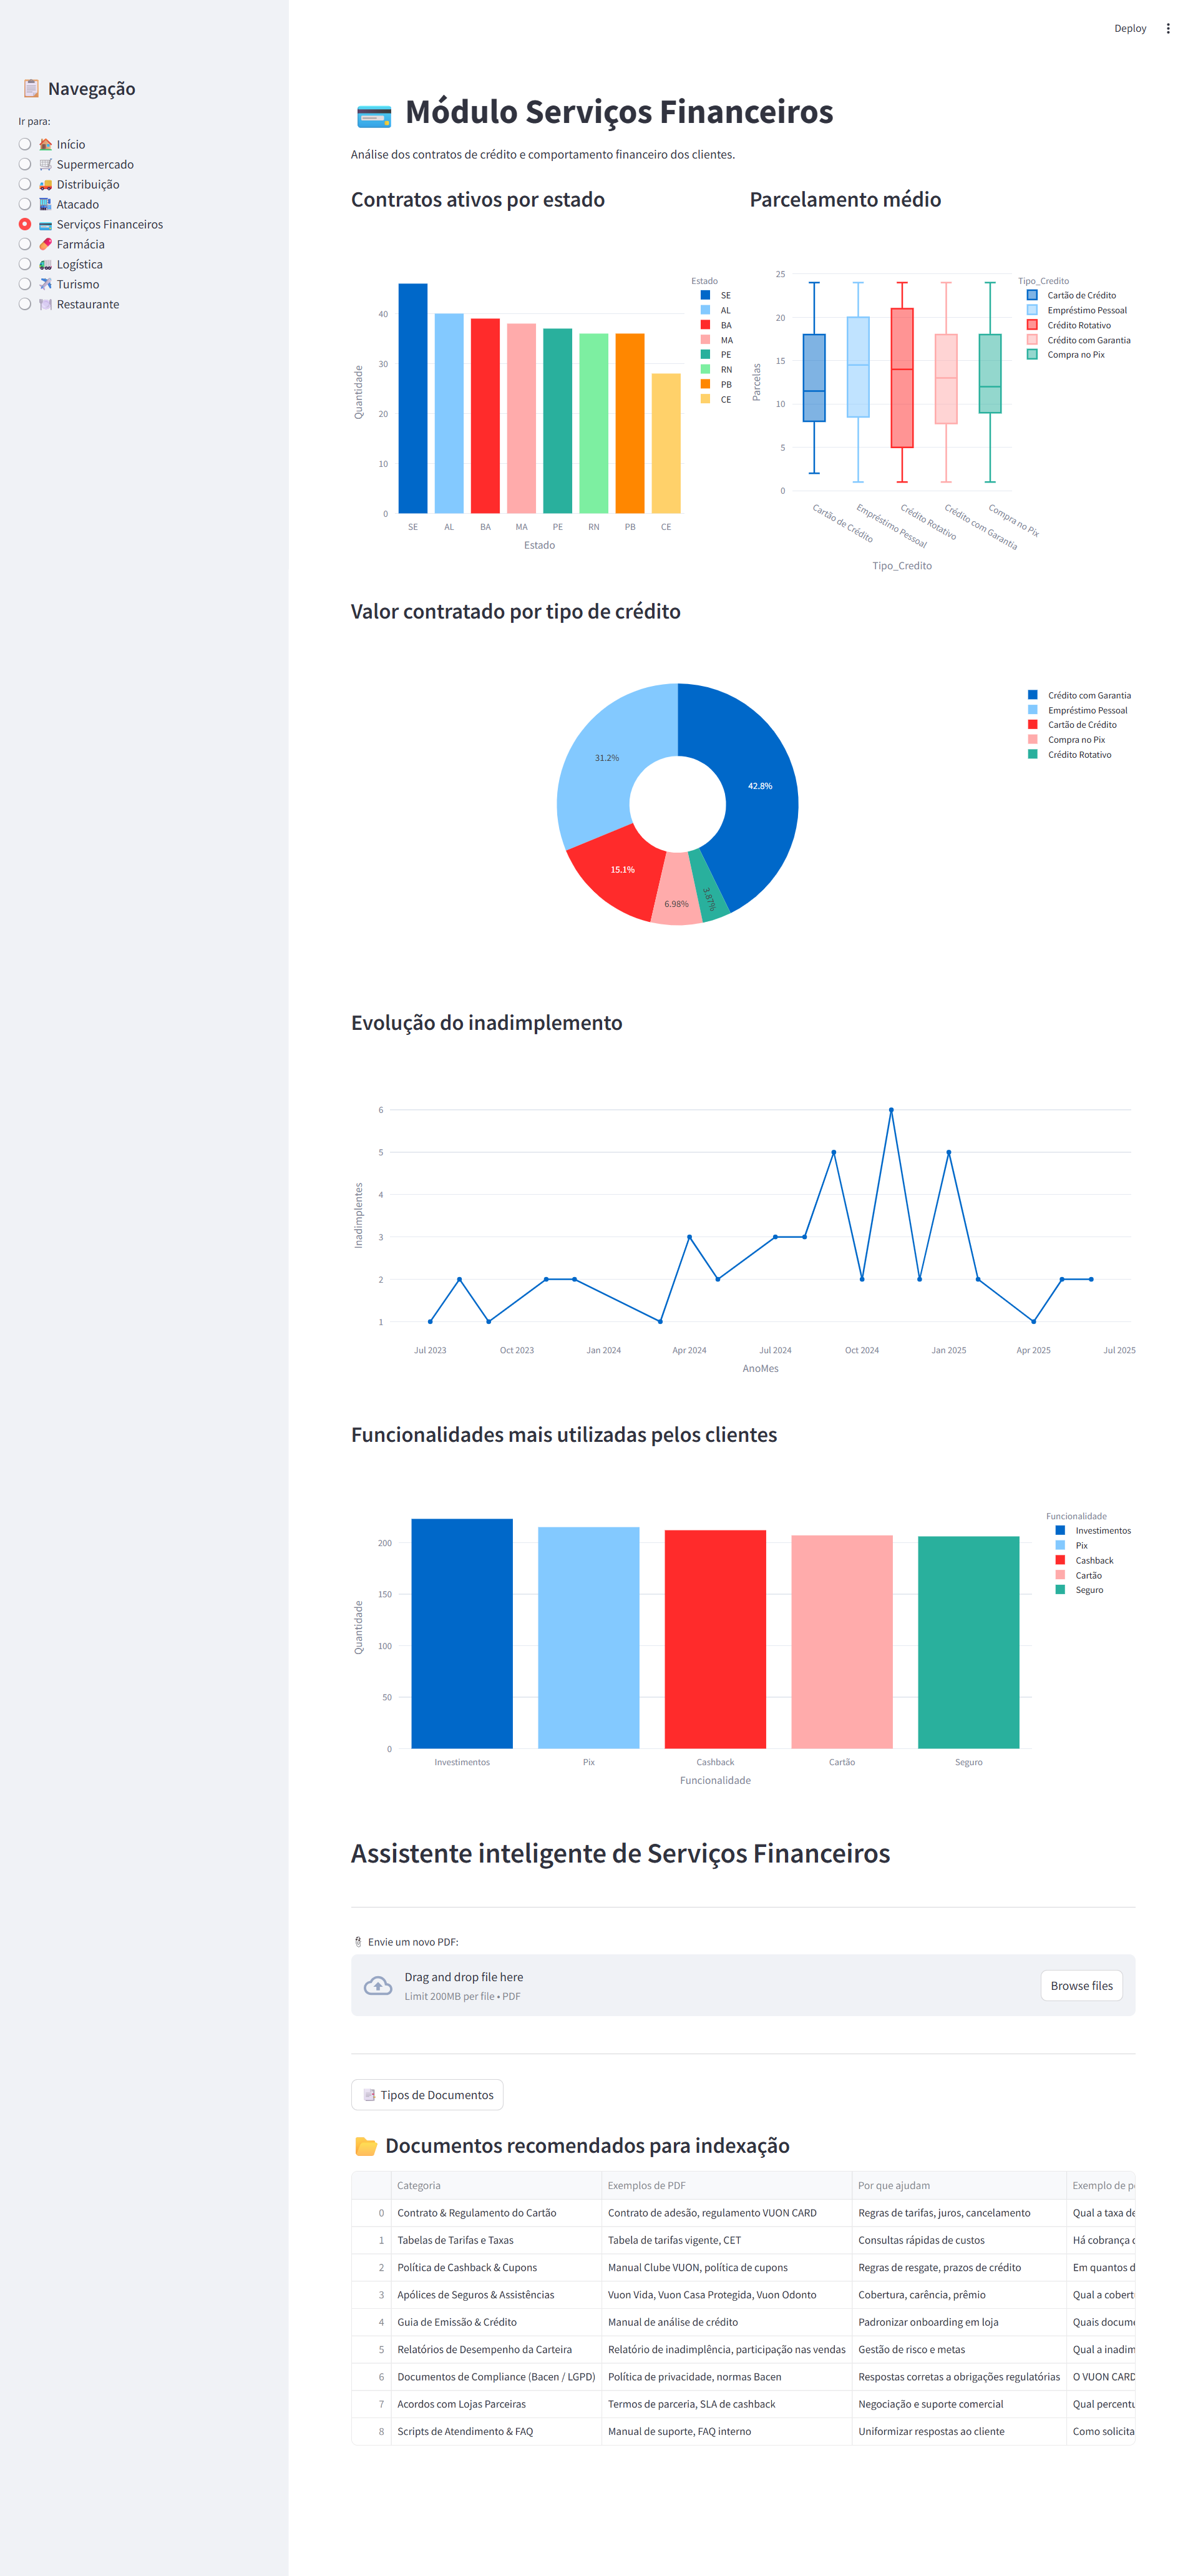 Deploy
Navegação
Ir para:
Início
Supermercado
Distribuição
Atacado
Serviços Financeiros
Farmácia
Logística
Turismo
Restaurante
Módulo Serviços Financeiros
Análise dos contratos de crédito e comportamento financeiro dos clientes.
Contratos ativos por estado
Quantidade
40
30
20
10
0
SE AL BA MA PE RN PB CE
Estado
Estado
SE
AL
BA
MA
PE
RN
PB
CE
Parcelamento médio
Parcelas
25
20
15
10
5
0
Cartão de Crédito
Empréstimo Pessoal
Crédito Rotativo
Crédito com Garantia
Compra no Pix
Tipo_Credito
Tipo_Credito
Cartão de Crédito
Empréstimo Pessoal
Crédito Rotativo
Crédito com Garantia
Compra no Pix
Valor contratado por tipo de crédito
42.8%
31.2%
15.1%
6.98%
3.87%
Crédito com Garantia
Empréstimo Pessoal
Cartão de Crédito
Compra no Pix
Crédito Rotativo
Evolução do inadimplemento
Inadimplentes
6
5
4
3
2
1
Jul 2023 Oct 2023 Jan 2024 Apr 2024 Jul 2024 Oct 2024 Jan 2025 Apr 2025 Jul 2025
AnoMes
Funcionalidades mais utilizadas pelos clientes
Quantidade
200
150
100
50
0
Investimentos Pix Cashback Cartão Seguro
Funcionalidade
Funcionalidade
Investimentos
Pix
Cashback
Cartão
Seguro
Assistente inteligente de Serviços Financeiros
Envie um novo PDF:
Drag and drop file here
Limit 200MB per file • PDF
Browse files
Tipos de Documentos
Documentos recomendados para indexação
Categoria Exemplos de PDF Por que ajudam Exemplo de p
0 Contrato & Regulamento do Cartão Contrato de adesão, regulamento VUON CARD Regras de tarifas, juros, cancelamento Qual a taxa de
1 Tabelas de Tarifas e Taxas Tabela de tarifas vigente, CET Consultas rápidas de custos Há cobrança
2 Política de Cashback & Cupons Manual Clube VUON, política de cupons Regras de resgate, prazos de crédito Em quantos d
3 Apólices de Seguros & Assistências Vuon Vida, Vuon Casa Protegida, Vuon Odonto Cobertura, carência, prêmio Qual a cobert
4 Guia de Emissão & Crédito Manual de análise de crédito Padronizar onboarding em loja Quais docume
5 Relatórios de Desempenho da Carteira Relatório de inadimplência, participação nas vendas Gestão de risco e metas Qual a inadim
6 Documentos de Compliance (Bacen / LGPD) Política de privacidade, normas Bacen Respostas corretas a obrigações regulatórias O VUON CARD
7 Acordos com Lojas Parceiras Termos de parceria, SLA de cashback Negociação e suporte comercial Qual percentu
8 Scripts de Atendimento & FAQ Manual de suporte, FAQ interno Uniformizar respostas ao cliente Como solicita